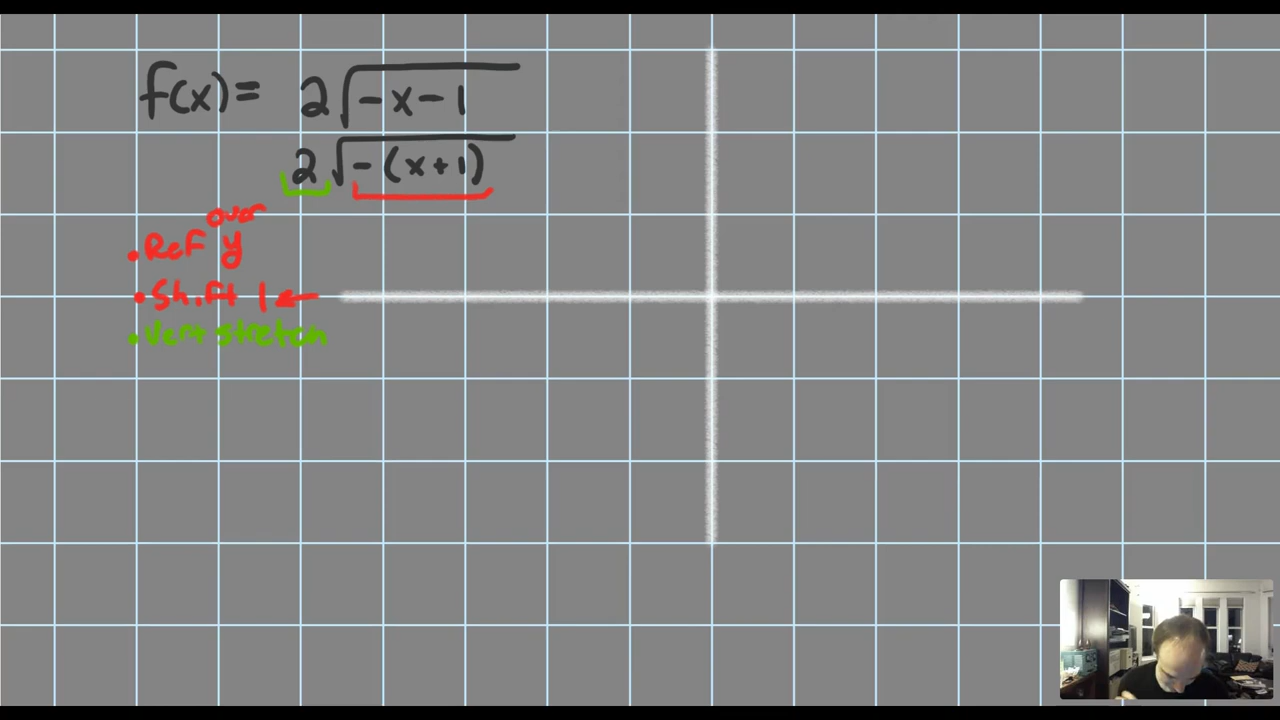 f(x) = 2√-x-1
2√-(x+1)
over
• Ref y
• Shift 1 ←
• Vert stretch